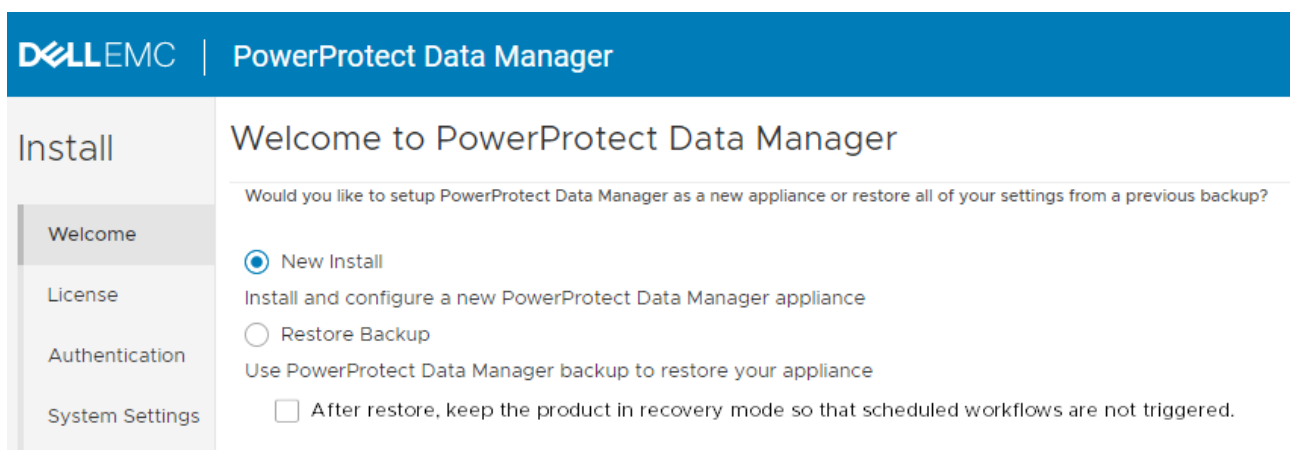 DELLEMC | PowerProtect Data Manager
Install
Welcome to PowerProtect Data Manager
Would you like to setup PowerProtect Data Manager as a new appliance or restore all of your settings from a previous backup?
Welcome
New Install
License
Install and configure a new PowerProtect Data Manager appliance
Restore Backup
Authentication
Use PowerProtect Data Manager backup to restore your appliance
System Settings
After restore, keep the product in recovery mode so that scheduled workflows are not triggered.